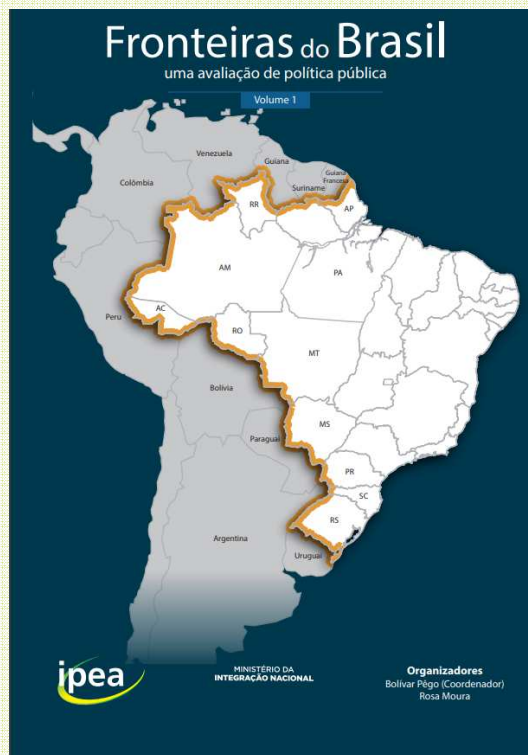 Fronteiras do Brasil
uma avaliação de política pública
Volume 1
Venezuela
Guiana
Guiana
Francesa
Suriname
Colômbia
RR
AP
AM
PA
AC
Peru
RO
MT
Bolívia
MS
Paraguai
PR
SC
RS
Argentina
Uruguai
ipea
MINISTÉRIO DA
INTEGRAÇÃO NACIONAL
Organizadores
Bolívar Pêgo (Coordenador)
Rosa Moura